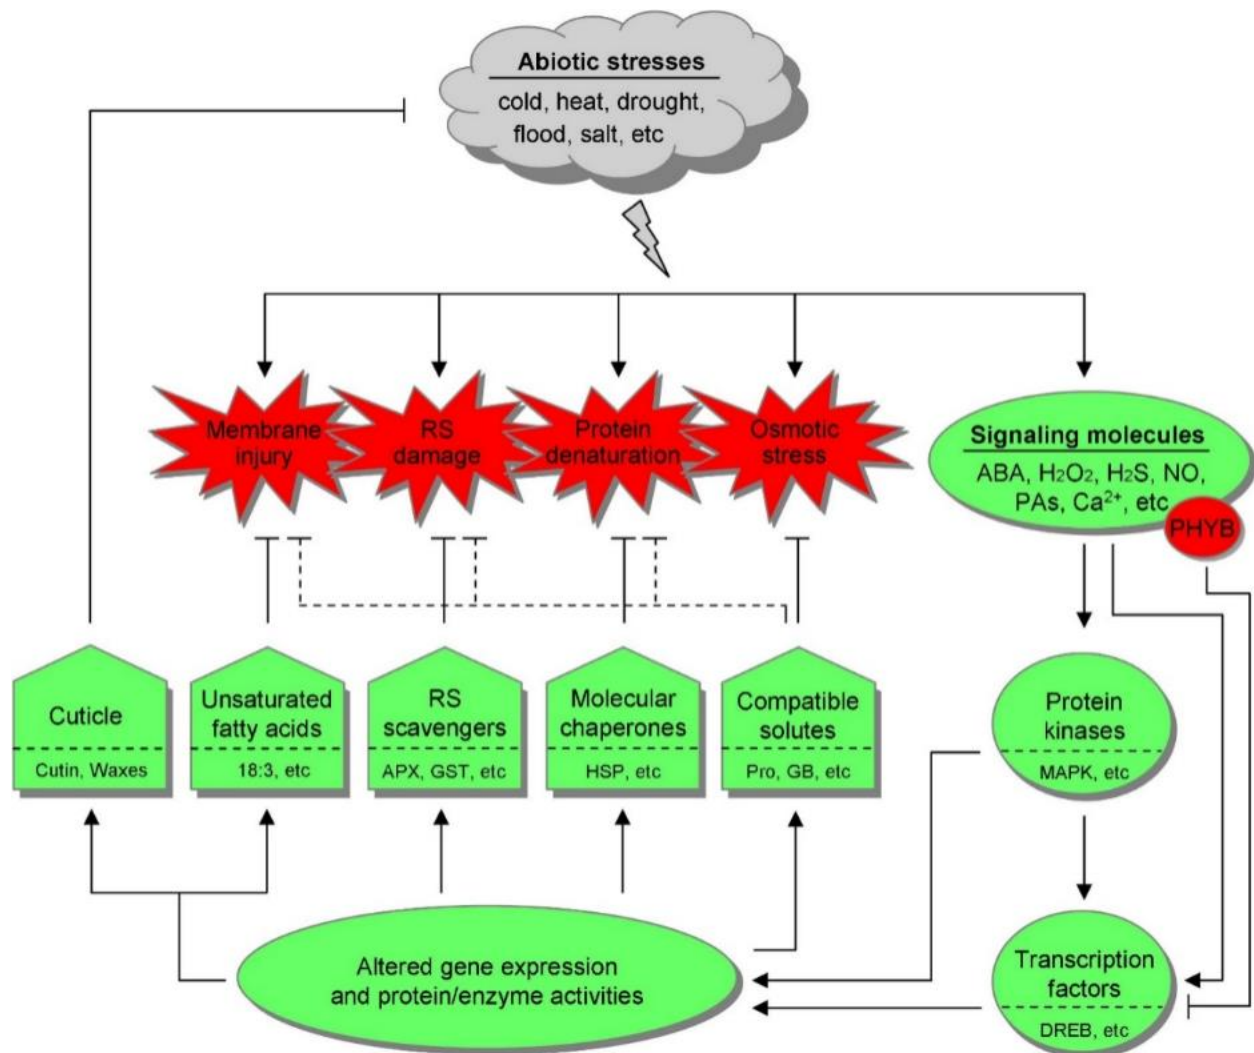 Abiotic stresses
cold, heat, drought,
flood, salt, etc
Membrane
injury
RS
damage
Protein
denaturation
Osmotic
stress
Signaling molecules
ABA, H₂O₂, H₂S, NO,
PAs, Ca²⁺, etc
PHYB
Cuticle
Cutin, Waxes
Unsaturated
fatty acids
18:3, etc
RS
scavengers
APX, GST, etc
Molecular
chaperones
HSP, etc
Compatible
solutes
Pro, GB, etc
Protein
kinases
MAPK, etc
Altered gene expression
and protein/enzyme activities
Transcription
factors
DREB, etc